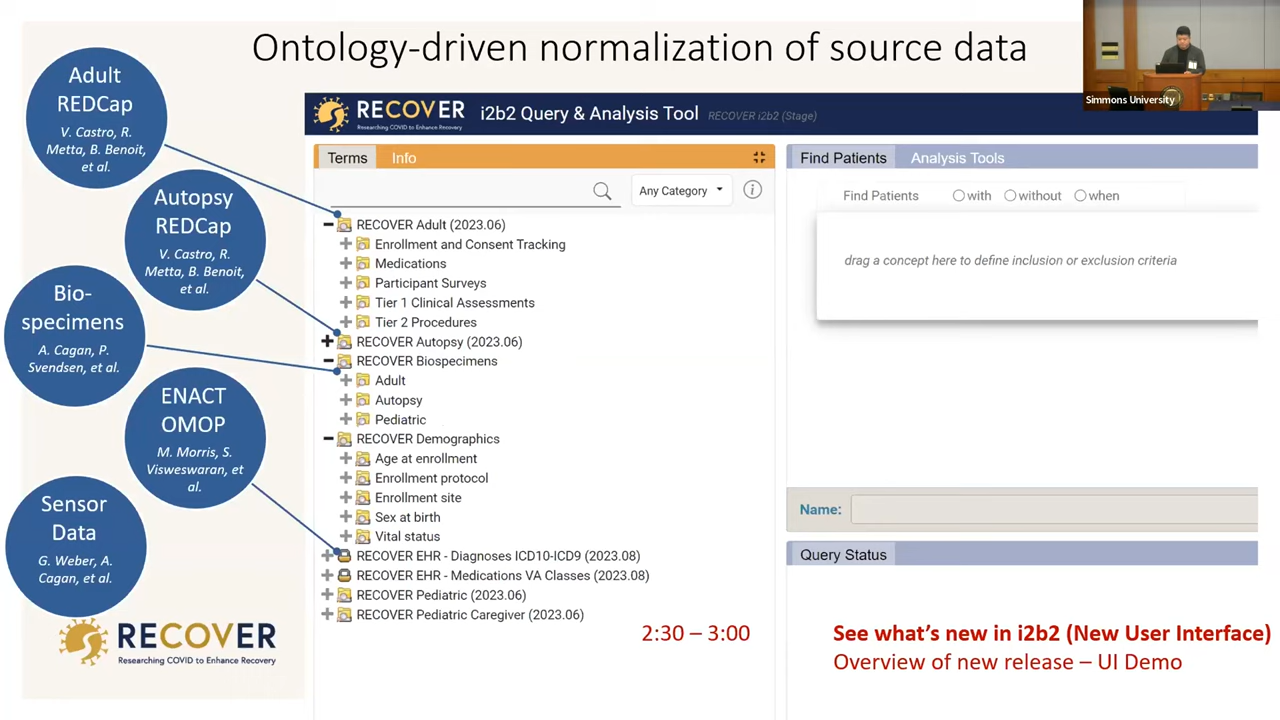 Ontology-driven normalization of source data
Simmons University
Adult
REDCap
V. Castro, R.
Metta, B. Benoit,
et al.
Autopsy
REDCap
V. Castro, R.
Metta, B. Benoit,
et al.
Bio-
specimens
A. Cagan, P.
Svendsen, et al.
ENACT
OMOP
M. Morris, S.
Visweswaran, et
al.
Sensor
Data
G. Weber, A.
Cagan, et al.
RECOVER
Researching COVID to Enhance Recovery
RECOVER
Researching COVID to Enhance Recovery
i2b2 Query & Analysis Tool
RECOVER i2b2 (Stage)
Terms
Info
Any Category
RECOVER Adult (2023.06)
Enrollment and Consent Tracking
Medications
Participant Surveys
Tier 1 Clinical Assessments
Tier 2 Procedures
RECOVER Autopsy (2023.06)
RECOVER Biospecimens
Adult
Autopsy
Pediatric
RECOVER Demographics
Age at enrollment
Enrollment protocol
Enrollment site
Sex at birth
Vital status
RECOVER EHR - Diagnoses ICD10-ICD9 (2023.08)
RECOVER EHR - Medications VA Classes (2023.08)
RECOVER Pediatric (2023.06)
RECOVER Pediatric Caregiver (2023.06)
Find Patients
Analysis Tools
Find Patients
with
without
when
drag a concept here to define inclusion or exclusion criteria
Name:
Query Status
2:30 – 3:00
See what's new in i2b2 (New User Interface)
Overview of new release – UI Demo